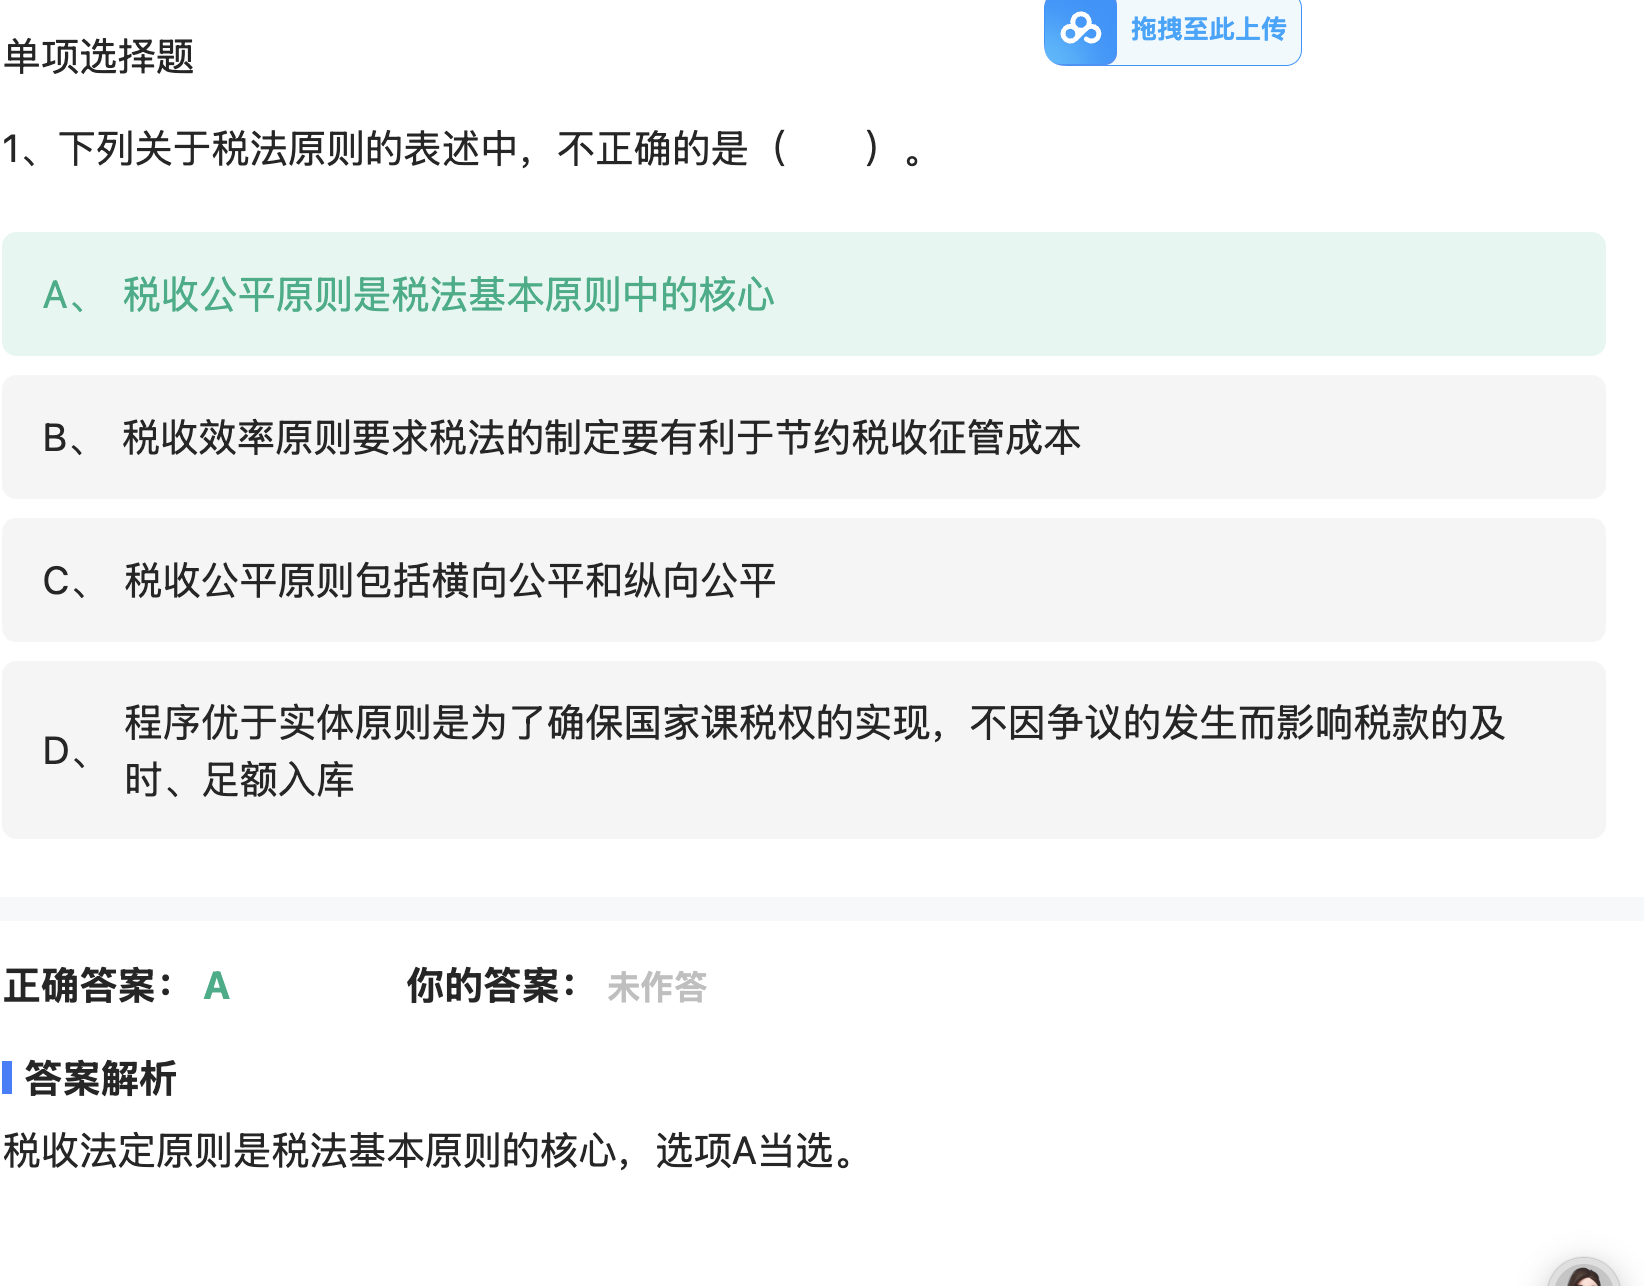 拖拽至此上传
单项选择题
1、下列关于税法原则的表述中，不正确的是（　　）。
A、 税收公平原则是税法基本原则中的核心
B、 税收效率原则要求税法的制定要有利于节约税收征管成本
C、 税收公平原则包括横向公平和纵向公平
D、 程序优于实体原则是为了确保国家课税权的实现，不因争议的发生而影响税款的及
时、足额入库
正确答案： A 你的答案： 未作答
答案解析
税收法定原则是税法基本原则的核心，选项A当选。